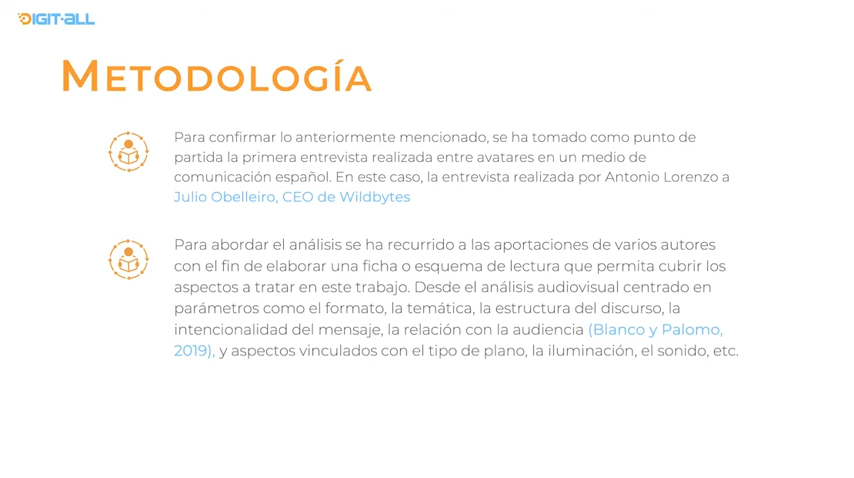 DIGIT-ALL
METODOLOGÍA
Para confirmar lo anteriormente mencionado, se ha tomado como punto de
partida la primera entrevista realizada entre avatares en un medio de
comunicación español. En este caso, la entrevista realizada por Antonio Lorenzo a
Julio Obelleiro, CEO de Wildbytes
Para abordar el análisis se ha recurrido a las aportaciones de varios autores
con el fin de elaborar una ficha o esquema de lectura que permita cubrir los
aspectos a tratar en este trabajo. Desde el análisis audiovisual centrado en
parámetros como el formato, la temática, la estructura del discurso, la
intencionalidad del mensaje, la relación con la audiencia (Blanco y Palomo,
2019), y aspectos vinculados con el tipo de plano, la iluminación, el sonido, etc.